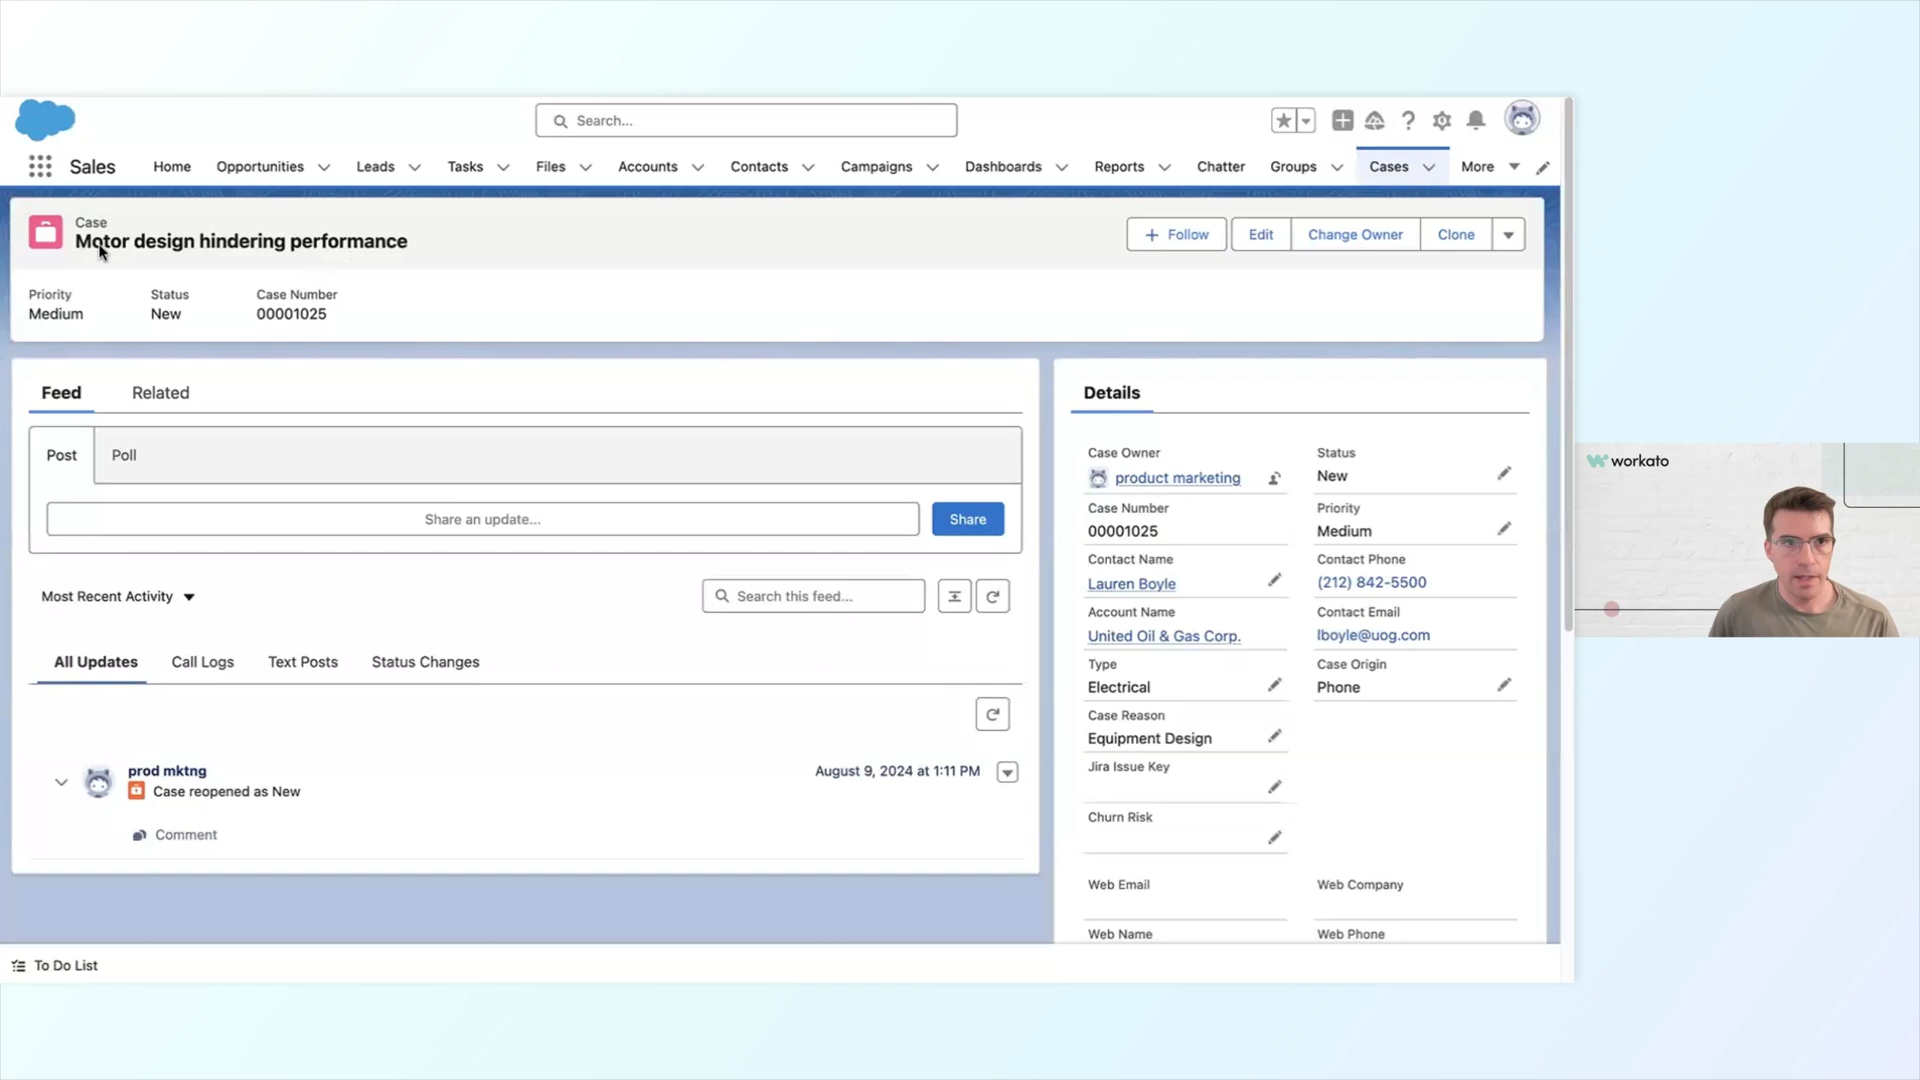 Search...
Sales
Home
Opportunities
Leads
Tasks
Files
Accounts
Contacts
Campaigns
Dashboards
Reports
Chatter
Groups
Cases
More
Case
Motor design hindering performance
Follow
Edit
Change Owner
Clone
Priority
Medium
Status
New
Case Number
00001025
Feed
Related
Post
Poll
Share an update...
Share
Most Recent Activity
Search this feed...
All Updates
Call Logs
Text Posts
Status Changes
prod mktng
August 9, 2024 at 1:11 PM
Case reopened as New
Comment
Details
Case Owner
product marketing
Status
New
Case Number
00001025
Priority
Medium
Contact Name
Lauren Boyle
Contact Phone
(212) 842-5500
Account Name
United Oil & Gas Corp.
Contact Email
lboyle@uog.com
Type
Electrical
Case Origin
Phone
Case Reason
Equipment Design
Jira Issue Key
Churn Risk
Web Email
Web Company
Web Name
Web Phone
To Do List
workato